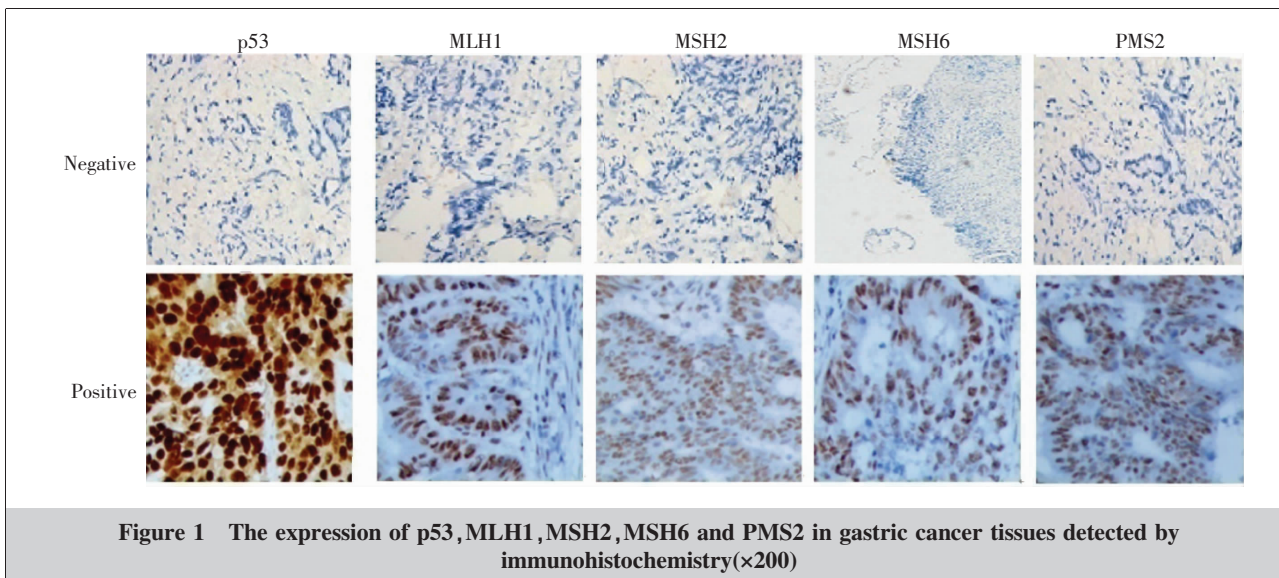 p53 MLH1 MSH2 MSH6 PMS2
Negative
Positive
Figure 1 The expression of p53,MLH1,MSH2,MSH6 and PMS2 in gastric cancer tissues detected by
immunohistochemistry(×200)